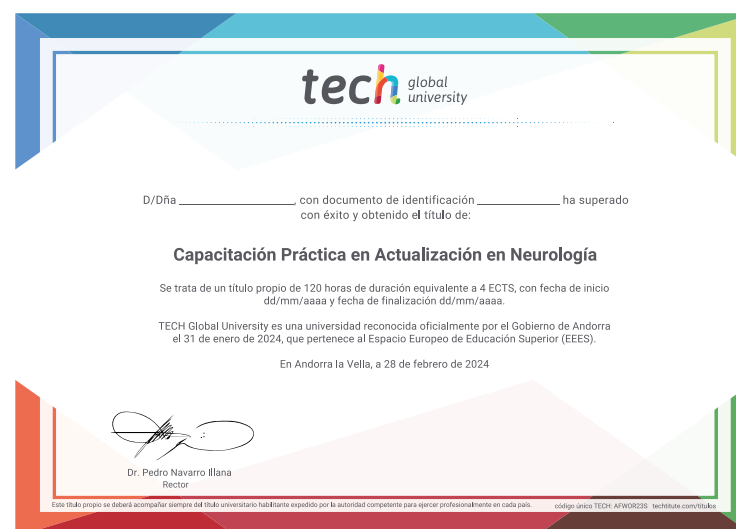 tech global university
D/Dña ____________________, con documento de identificación ______________ ha superado
con éxito y obtenido el título de:
Capacitación Práctica en Actualización en Neurología
Se trata de un título propio de 120 horas de duración equivalente a 4 ECTS, con fecha de inicio
dd/mm/aaaa y fecha de finalización dd/mm/aaaa.
TECH Global University es una universidad reconocida oficialmente por el Gobierno de Andorra
el 31 de enero de 2024, que pertenece al Espacio Europeo de Educación Superior (EEES).
En Andorra la Vella, a 28 de febrero de 2024
Dr. Pedro Navarro Illana
Rector
Este título propio se deberá acompañar siempre del título universitario habilitante expedido por la autoridad competente para ejercer profesionalmente en cada país. código único TECH: AFWOR23S techtitute.com/titulos